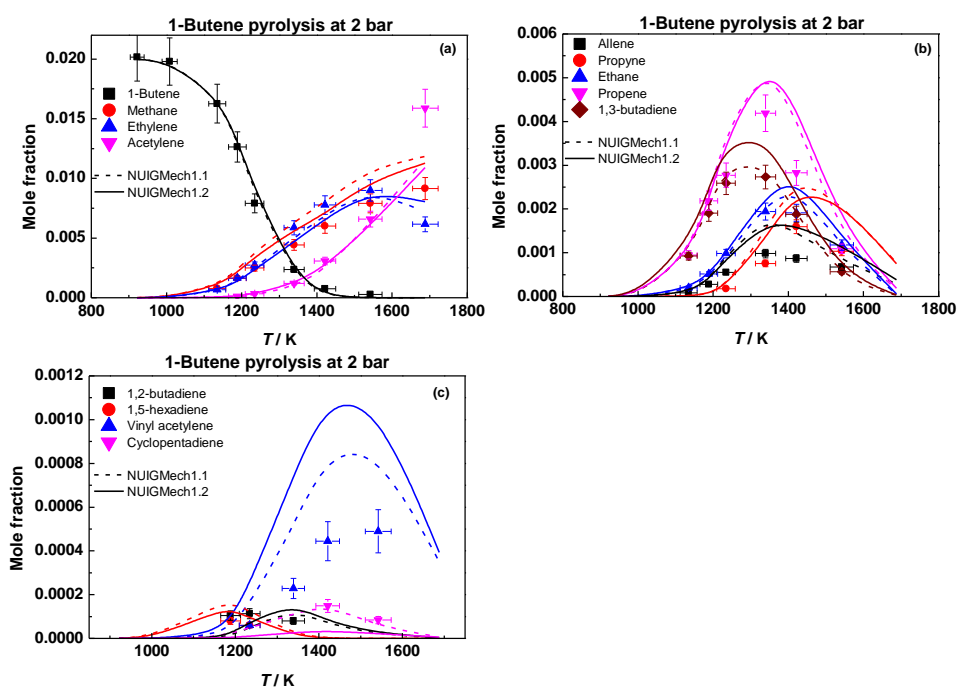 1-Butene pyrolysis at 2 bar
(a)
0.020
0.015
0.010
0.005
0.000
Mole fraction
1-Butene
Methane
Ethylene
Acetylene
NUIGMech1.1
NUIGMech1.2
800 1000 1200 1400 1600 1800
T / K
1-Butene pyrolysis at 2 bar
(b)
0.006
0.005
0.004
0.003
0.002
0.001
0.000
Mole fraction
Allene
Propyne
Ethane
Propene
1,3-butadiene
NUIGMech1.1
NUIGMech1.2
800 1000 1200 1400 1600 1800
T / K
1-Butene pyrolysis at 2 bar
(c)
0.0012
0.0010
0.0008
0.0006
0.0004
0.0002
0.0000
Mole fraction
1,2-butadiene
1,5-hexadiene
Vinyl acetylene
Cyclopentadiene
NUIGMech1.1
NUIGMech1.2
1000 1200 1400 1600
T / K